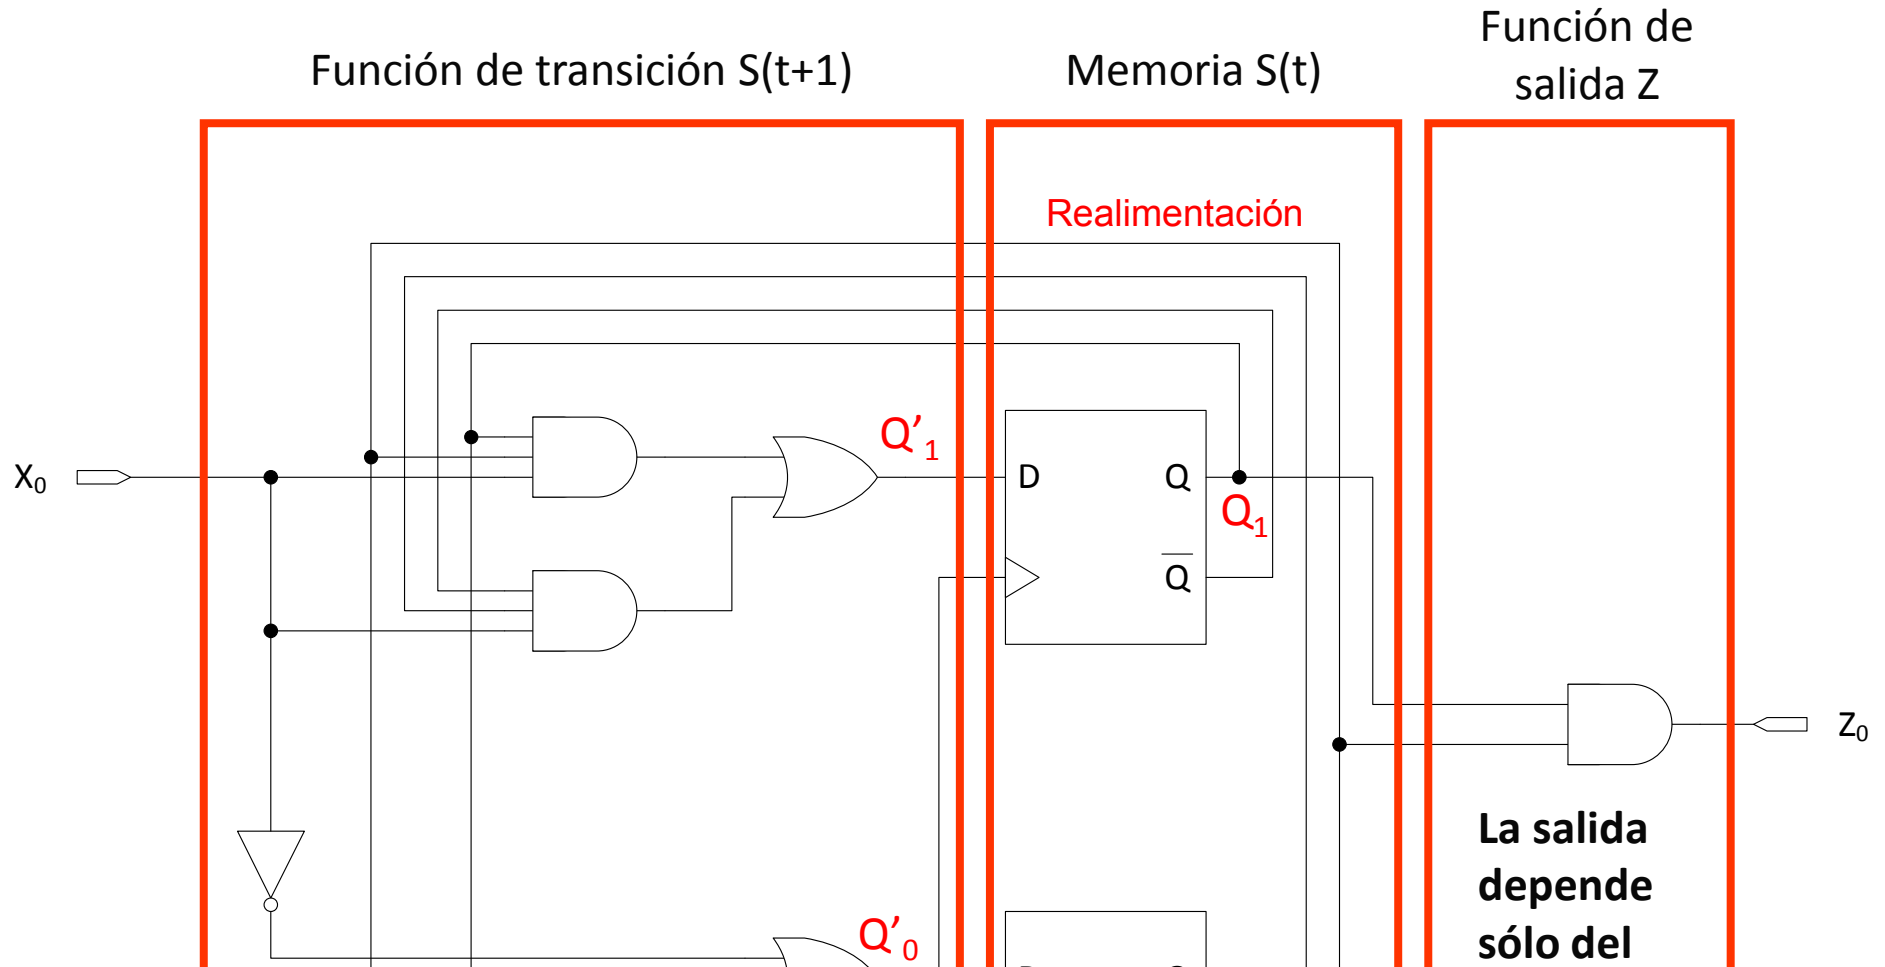 Función de transición S(t+1)
Memoria S(t)
Función de
salida Z
Realimentación
Q’1
X0
D
Q
Q1
Q
Z0
La salida
depende
sólo del
Q’0